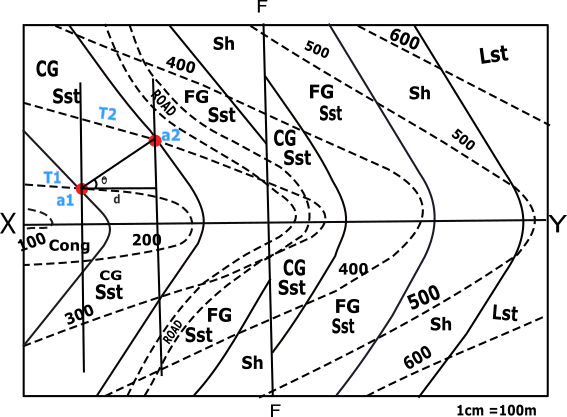 F
Sh
500
600
Lst
400
CG
Sst
FG
Sst
FG
Sst
Sh
ROAD
T2
a2
CG
Sst
500
T1
θ
a1
d
X
Y
100
Cong
200
CG
Sst
CG
Sst
400
300
500
FG
Sst
FG
Sst
Sh
Lst
ROAD
Sh
600
F
1cm =100m